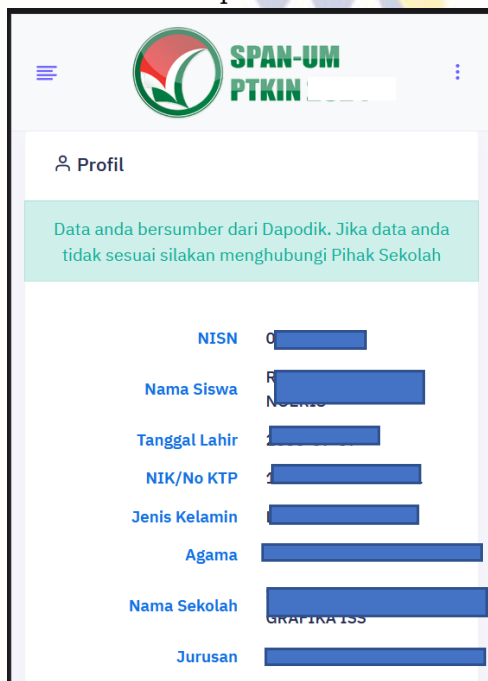 SPAN-UM
PTKIN
Profil
Data anda bersumber dari Dapodik. Jika data anda
tidak sesuai silakan menghubungi Pihak Sekolah
NISN
Nama Siswa
Tanggal Lahir
NIK/No KTP
Jenis Kelamin
Agama
Nama Sekolah
GRAFIKA ISS
Jurusan